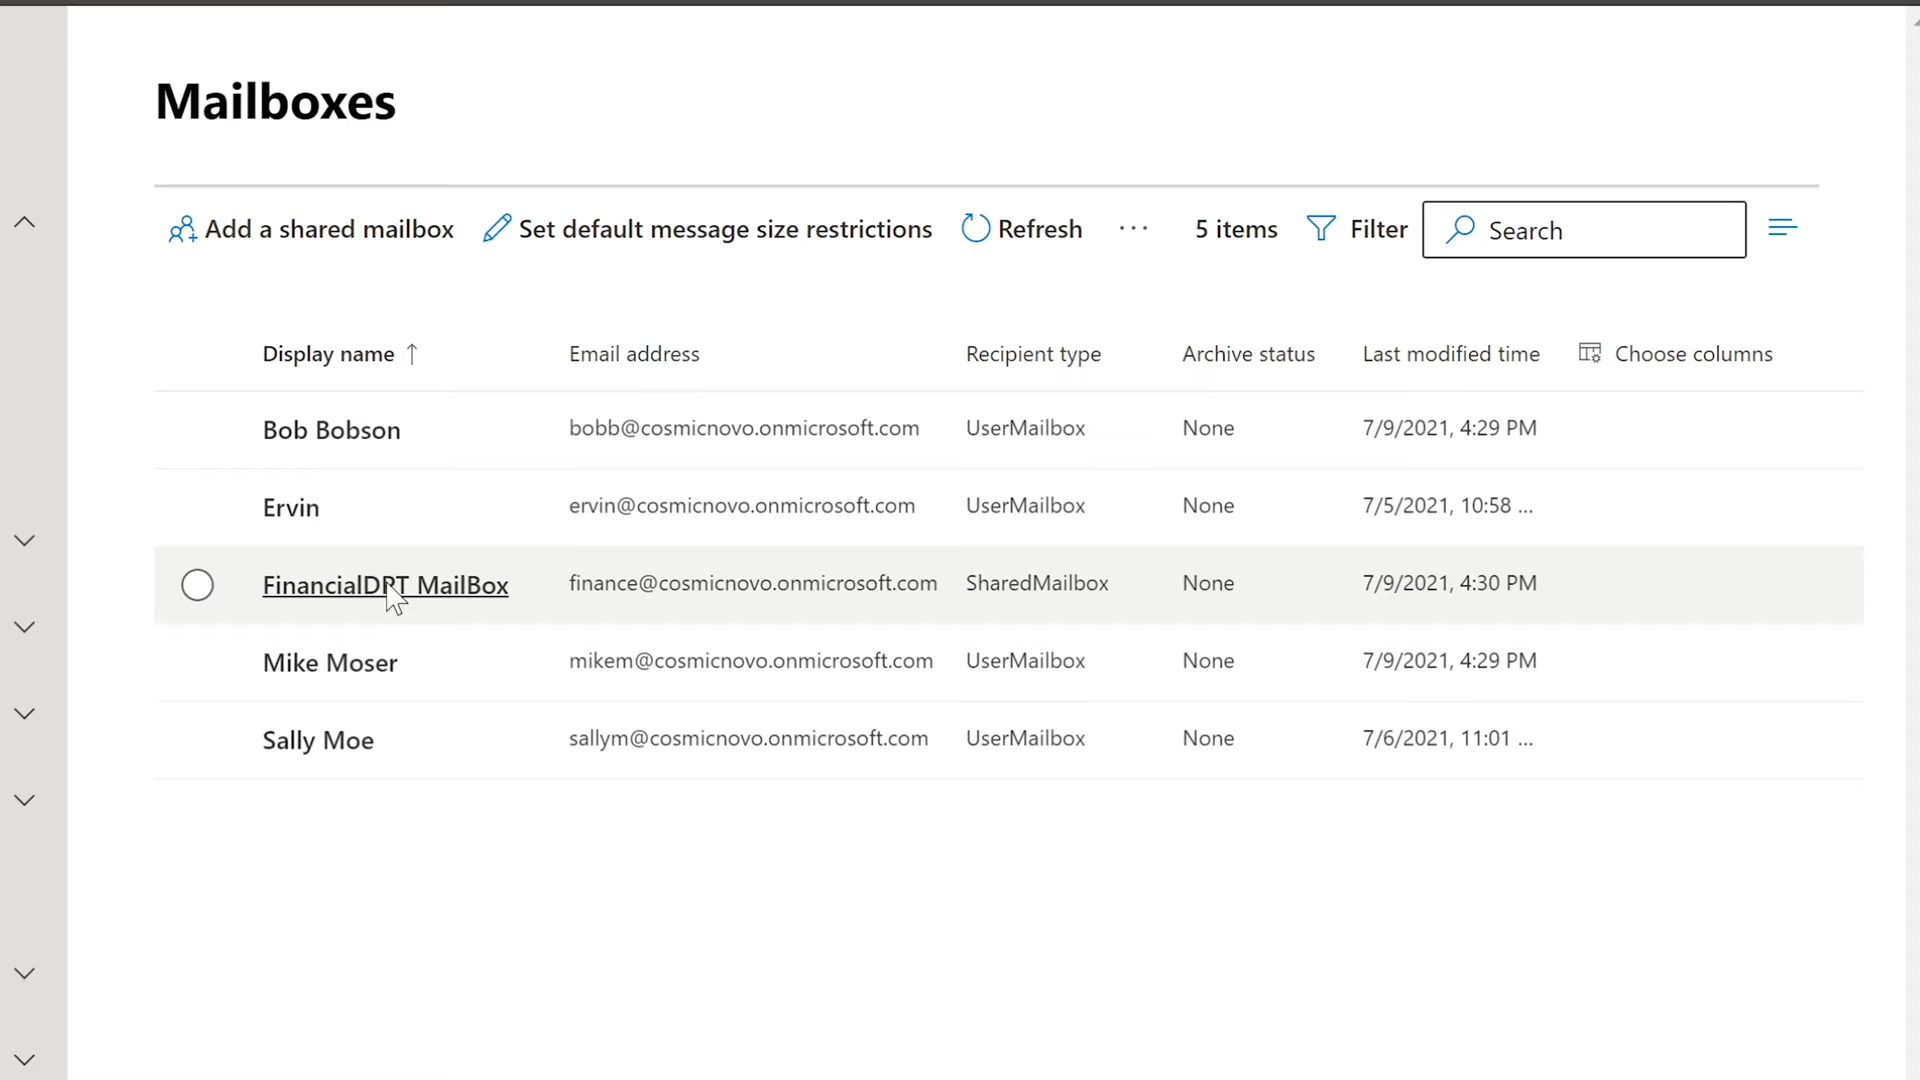 Mailboxes
Add a shared mailbox Set default message size restrictions Refresh ... 5 items Filter Search
Display name ↑ Email address Recipient type Archive status Last modified time Choose columns
Bob Bobson bobb@cosmicnovo.onmicrosoft.com UserMailbox None 7/9/2021, 4:29 PM
Ervin ervin@cosmicnovo.onmicrosoft.com UserMailbox None 7/5/2021, 10:58 ...
FinancialDPT MailBox finance@cosmicnovo.onmicrosoft.com SharedMailbox None 7/9/2021, 4:30 PM
Mike Moser mikem@cosmicnovo.onmicrosoft.com UserMailbox None 7/9/2021, 4:29 PM
Sally Moe sallym@cosmicnovo.onmicrosoft.com UserMailbox None 7/6/2021, 11:01 ...